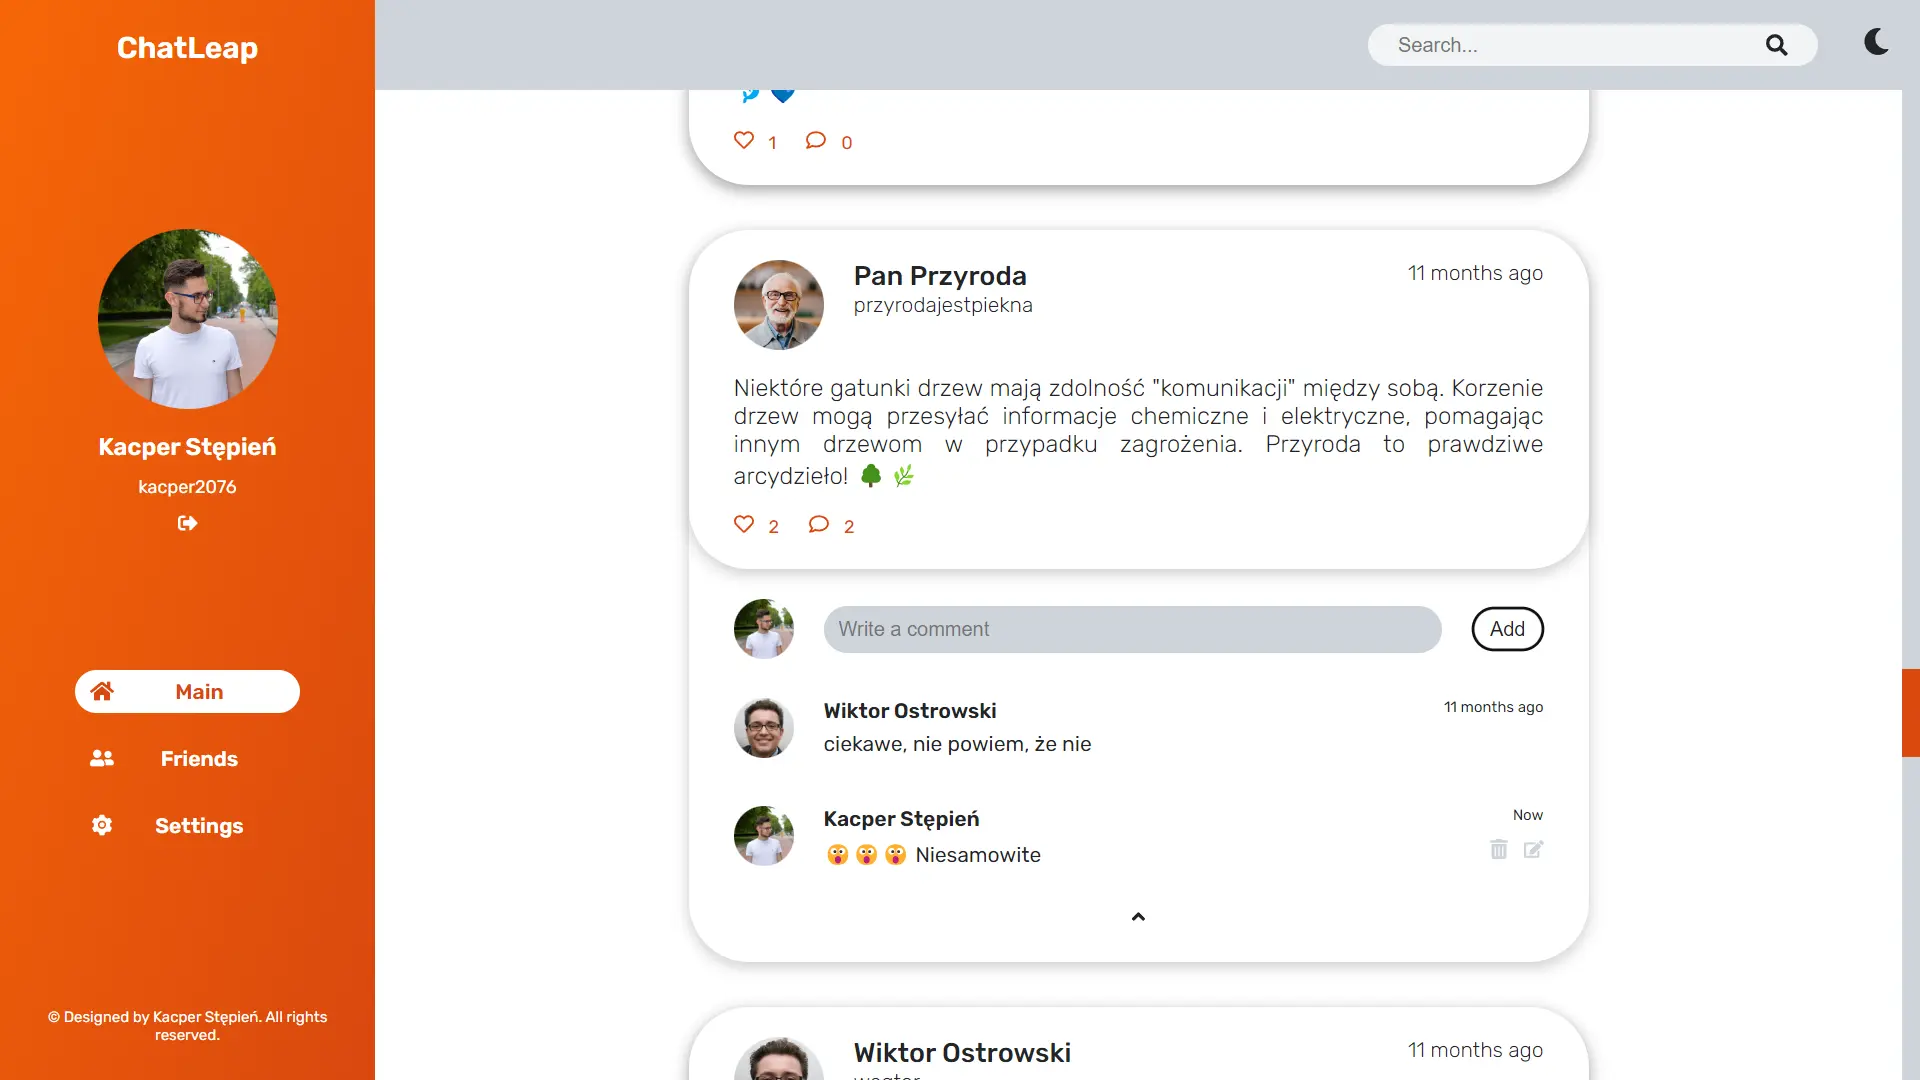 ChatLeap
Search...
1 0
Kacper Stępień
kacper2076
Main
Friends
Settings
© Designed by Kacper Stępień. All rights
reserved.
Pan Przyroda
11 months ago
przyrodajestpiekna
Niektóre gatunki drzew mają zdolność "komunikacji" między sobą. Korzenie
drzew mogą przesyłać informacje chemiczne i elektryczne, pomagając
innym drzewom w przypadku zagrożenia. Przyroda to prawdziwe
arcydzieło! 🌳 🌿
2 2
Write a comment
Add
Wiktor Ostrowski
11 months ago
ciekawe, nie powiem, że nie
Kacper Stępień
Now
😲 😲 😲 Niesamowite
Wiktor Ostrowski
11 months ago